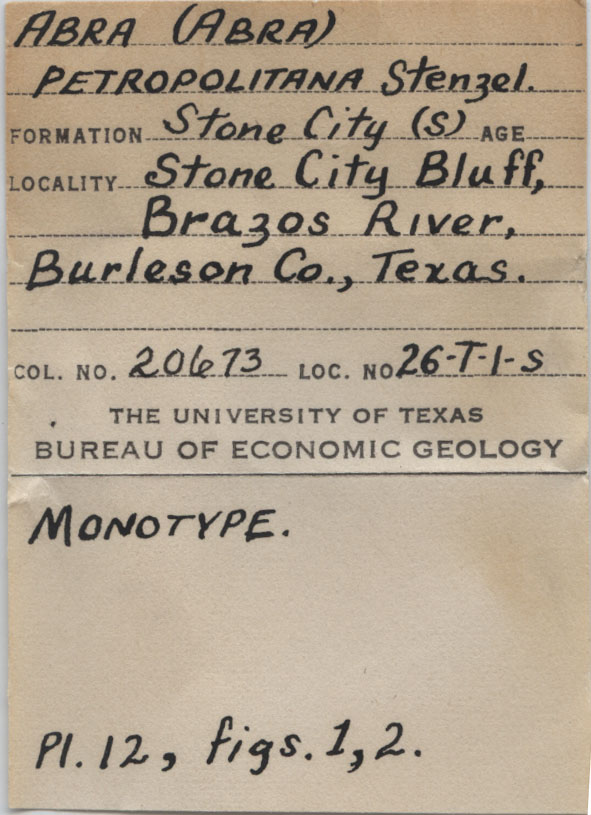 ABRA (ABRA)
PETROPOLITANA Stenzel.
FORMATION Stone City (s) AGE
LOCALITY Stone City Bluff,
Brazos River,
Burleson Co., Texas.
COL. NO. 20673 LOC. NO 26-T-1-S
THE UNIVERSITY OF TEXAS
BUREAU OF ECONOMIC GEOLOGY
MONOTYPE.
Pl. 12, figs. 1, 2.